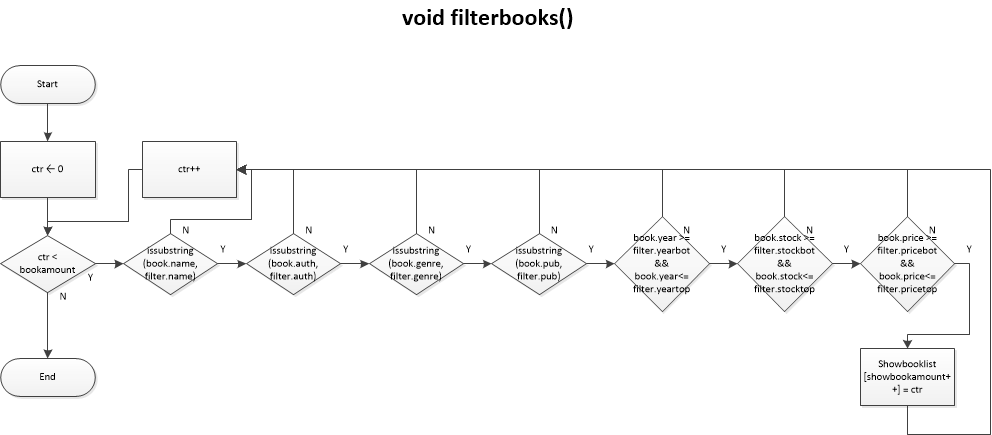 void filterbooks()
Start
ctr ← 0
ctr++
ctr <
bookamount
Y
N
End
issubstring
(book.name,
filter.name)
N
Y
issubstring
(book.auth,
filter.auth)
N
Y
issubstring
(book.genre,
filter.genre)
N
Y
issubstring
(book.pub,
filter.pub)
N
Y
book.year >=
filter.yearbot
&&
book.year<=
filter.yeartop
N
Y
book.stock >=
filter.stockbot
&&
book.stock<=
filter.stocktop
N
Y
book.price >=
filter.pricebot
&&
book.price<=
filter.pricetop
N
Y
Showbooklist
[showbookamount+
+] = ctr